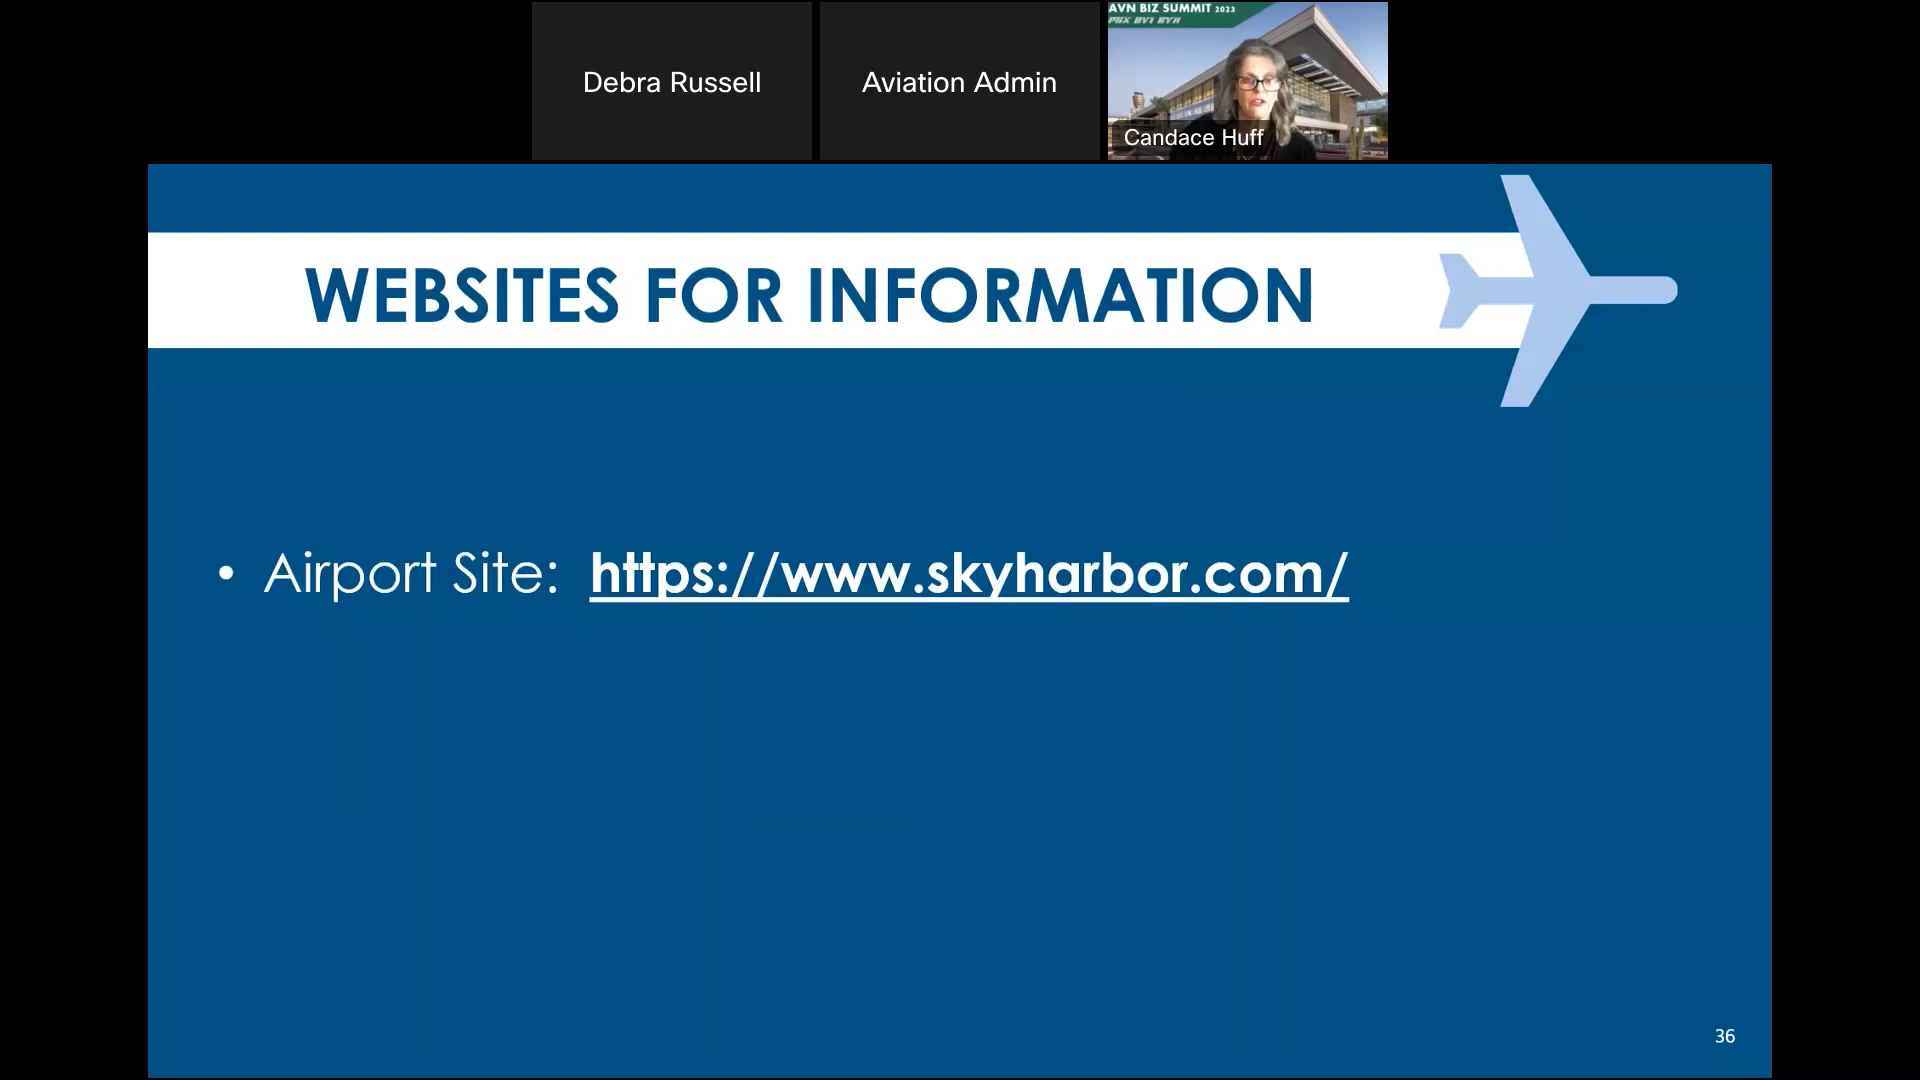 Debra Russell
Aviation Admin
AVN BIZ SUMMIT 2023
Candace Huff
WEBSITES FOR INFORMATION
• Airport Site: https://www.skyharbor.com/
36